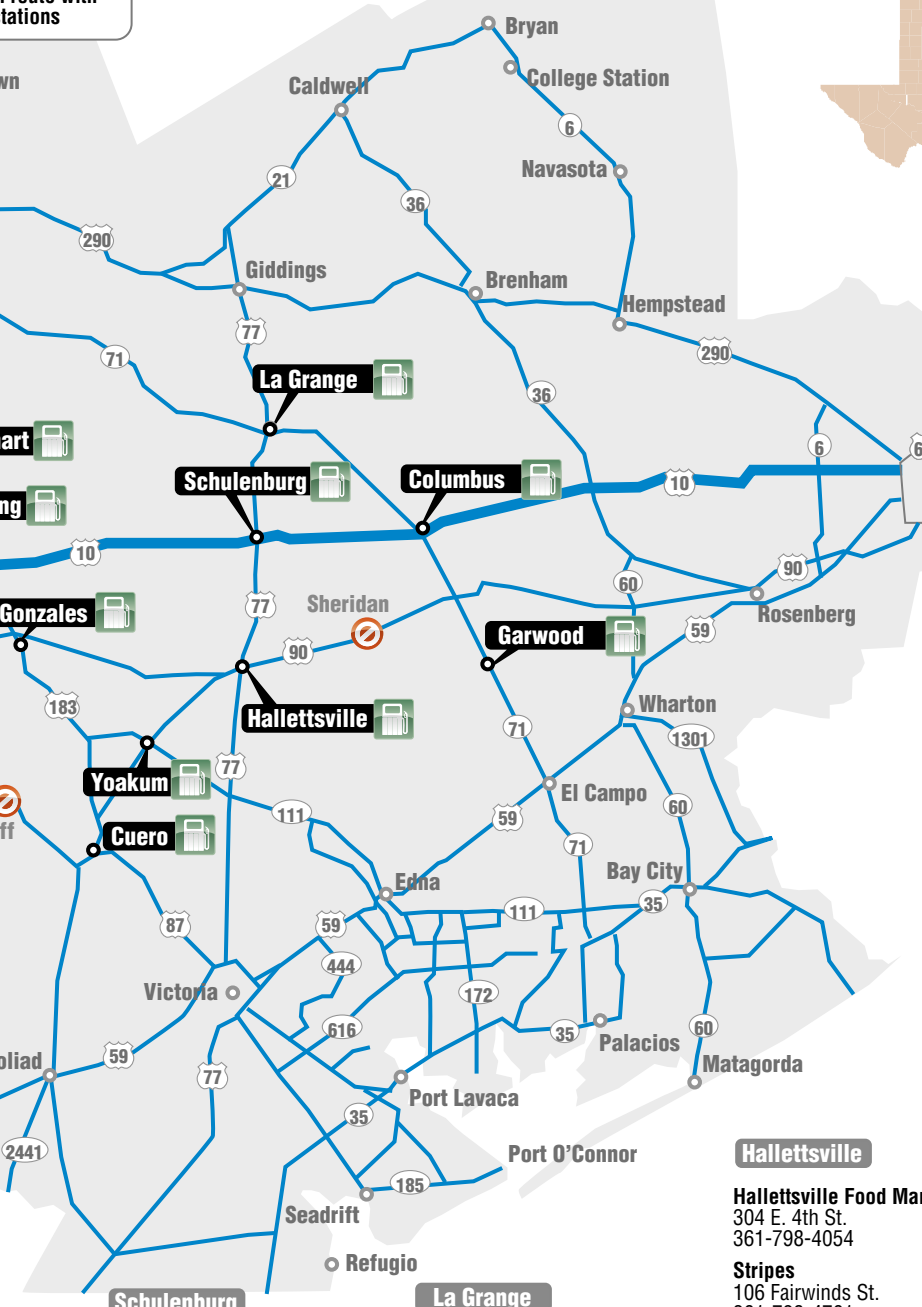 route with
stations
Bryan
College Station
Caldwell
6
Navasota
21
36
290
Giddings
Brenham
Hempstead
77
290
71
La Grange
36
6
Schulenburg
Columbus
10
10
90
60
77
Sheridan
Rosenberg
Gonzales
59
Garwood
90
183
Hallettsville
Wharton
71
1301
77
Yoakum
El Campo
111
59
60
Cuero
71
Bay City
Edna
35
111
87
59
444
172
Victoria
616
35
60
Palacios
59
77
Matagorda
Port Lavaca
35
2441
Port O’Connor
185
Seadrift
Refugio
Hallettsville
Hallettsville Food
304 E. 4th St.
361-798-4054
Stripes
106 Fairwinds St.
Schulenburg
La Grange